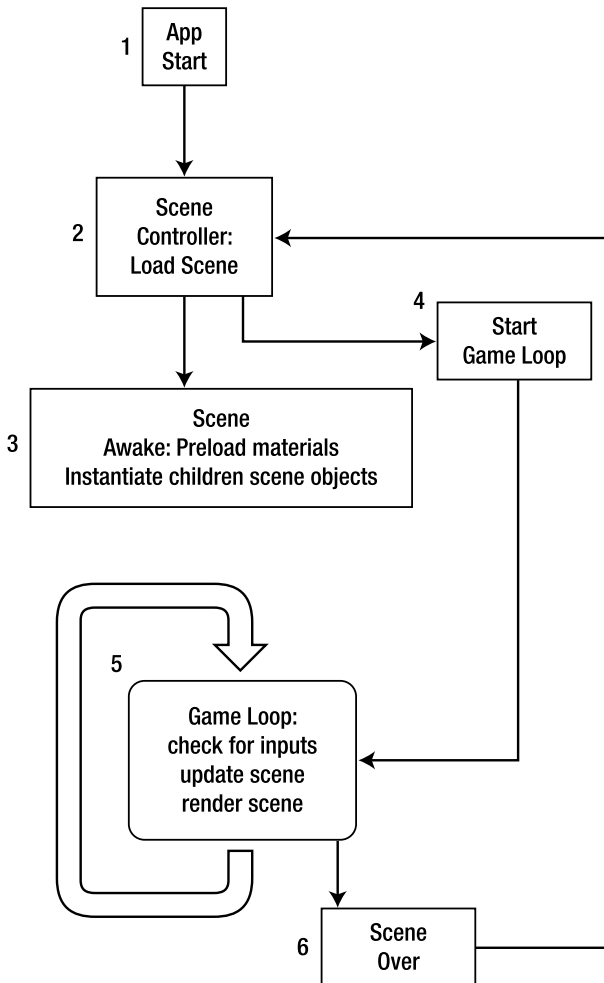 1
App
Start
2
Scene
Controller:
Load Scene
3
Scene
Awake: Preload materials
Instantiate children scene objects
4
Start
Game Loop
5
Game Loop:
check for inputs
update scene
render scene
6
Scene
Over